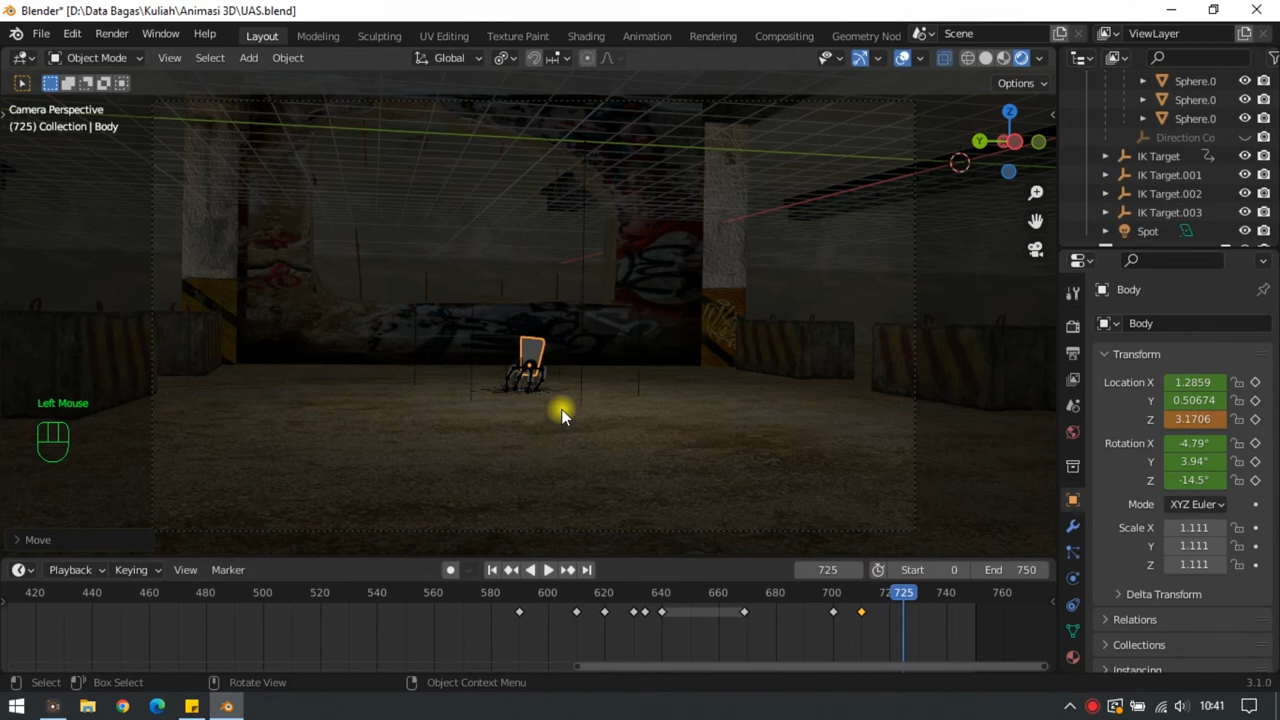 Blender* [D:\Data Bagas\Kuliah\Animasi 3D\UAS.blend]
File Edit Render Window Help
Layout Modeling Sculpting UV Editing Texture Paint Shading Animation Rendering Compositing Geometry Nod
Scene
ViewLayer
Object Mode View Select Add Object
Global
Options
Camera Perspective
(725) Collection | Body
Z
Y
Left Mouse
Move
Sphere.0
Sphere.0
Sphere.0
Direction Co
IK Target
IK Target.001
IK Target.002
IK Target.003
Spot
Body
Body
Transform
Location X 1.2859
Y 0.50674
Z 3.1706
Rotation X -4.79°
Y 3.94°
Z -14.5°
Mode XYZ Euler
Scale X 1.111
Y 1.111
Z 1.111
Delta Transform
Relations
Collections
Instancing
Playback Keying View Marker
725
Start 0
End 750
420 440 460 480 500 520 540 560 580 600 620 640 660 680 700 725 740 760
Select Box Select Rotate View Object Context Menu
3.1.0
10:41